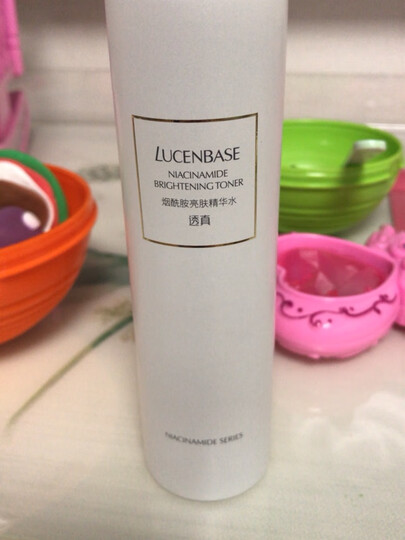 LUCENBASE
NIACINAMIDE
BRIGHTENING TONER
烟酰胺亮肤精华水
透真
NIACINAMIDE SERIES